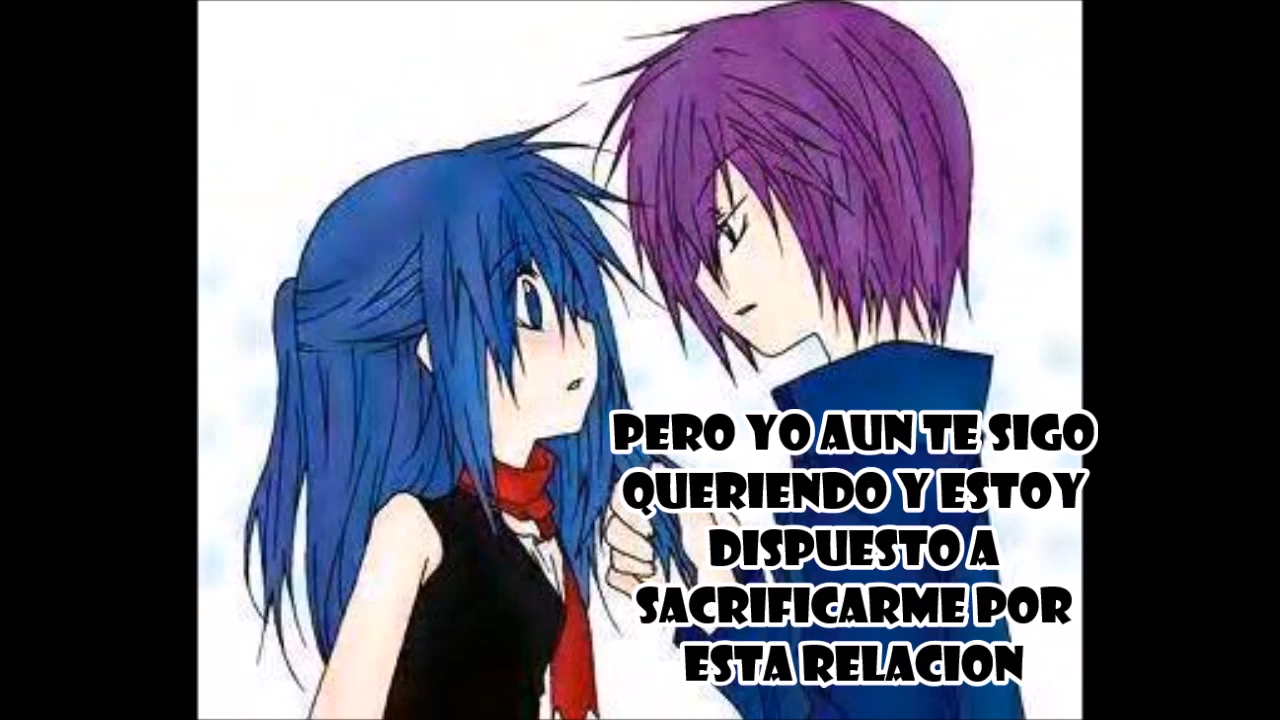 PERO YO AUN TE SIGO
QUERIENDO Y ESTOY
DISPUESTO A
SACRIFICARME POR
ESTA RELACION